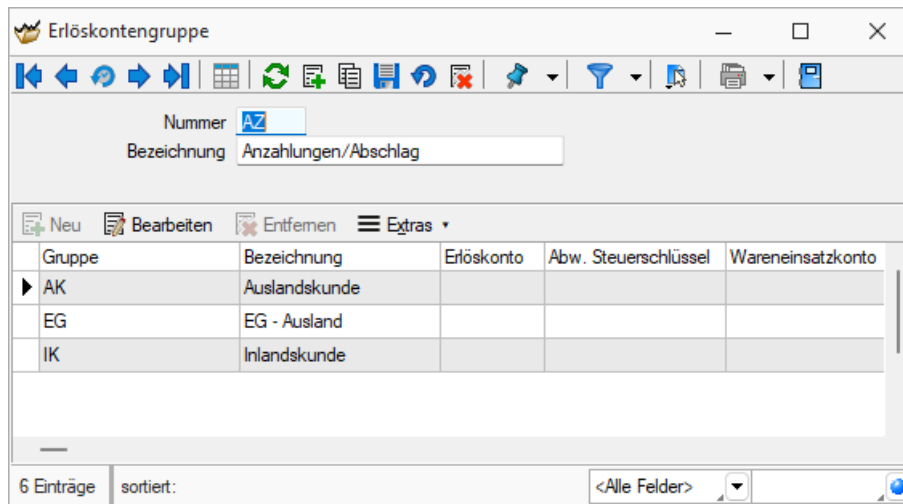 Erlöskontengruppe
Nummer AZ
Bezeichnung Anzahlungen/Abschlag
Neu Bearbeiten Entfernen Extras
Gruppe Bezeichnung Erlöskonto Abw. Steuerschlüssel Wareneinsatzkonto
AK Auslandskunde
EG EG - Ausland
IK Inlandskunde
6 Einträge sortiert: <Alle Felder>